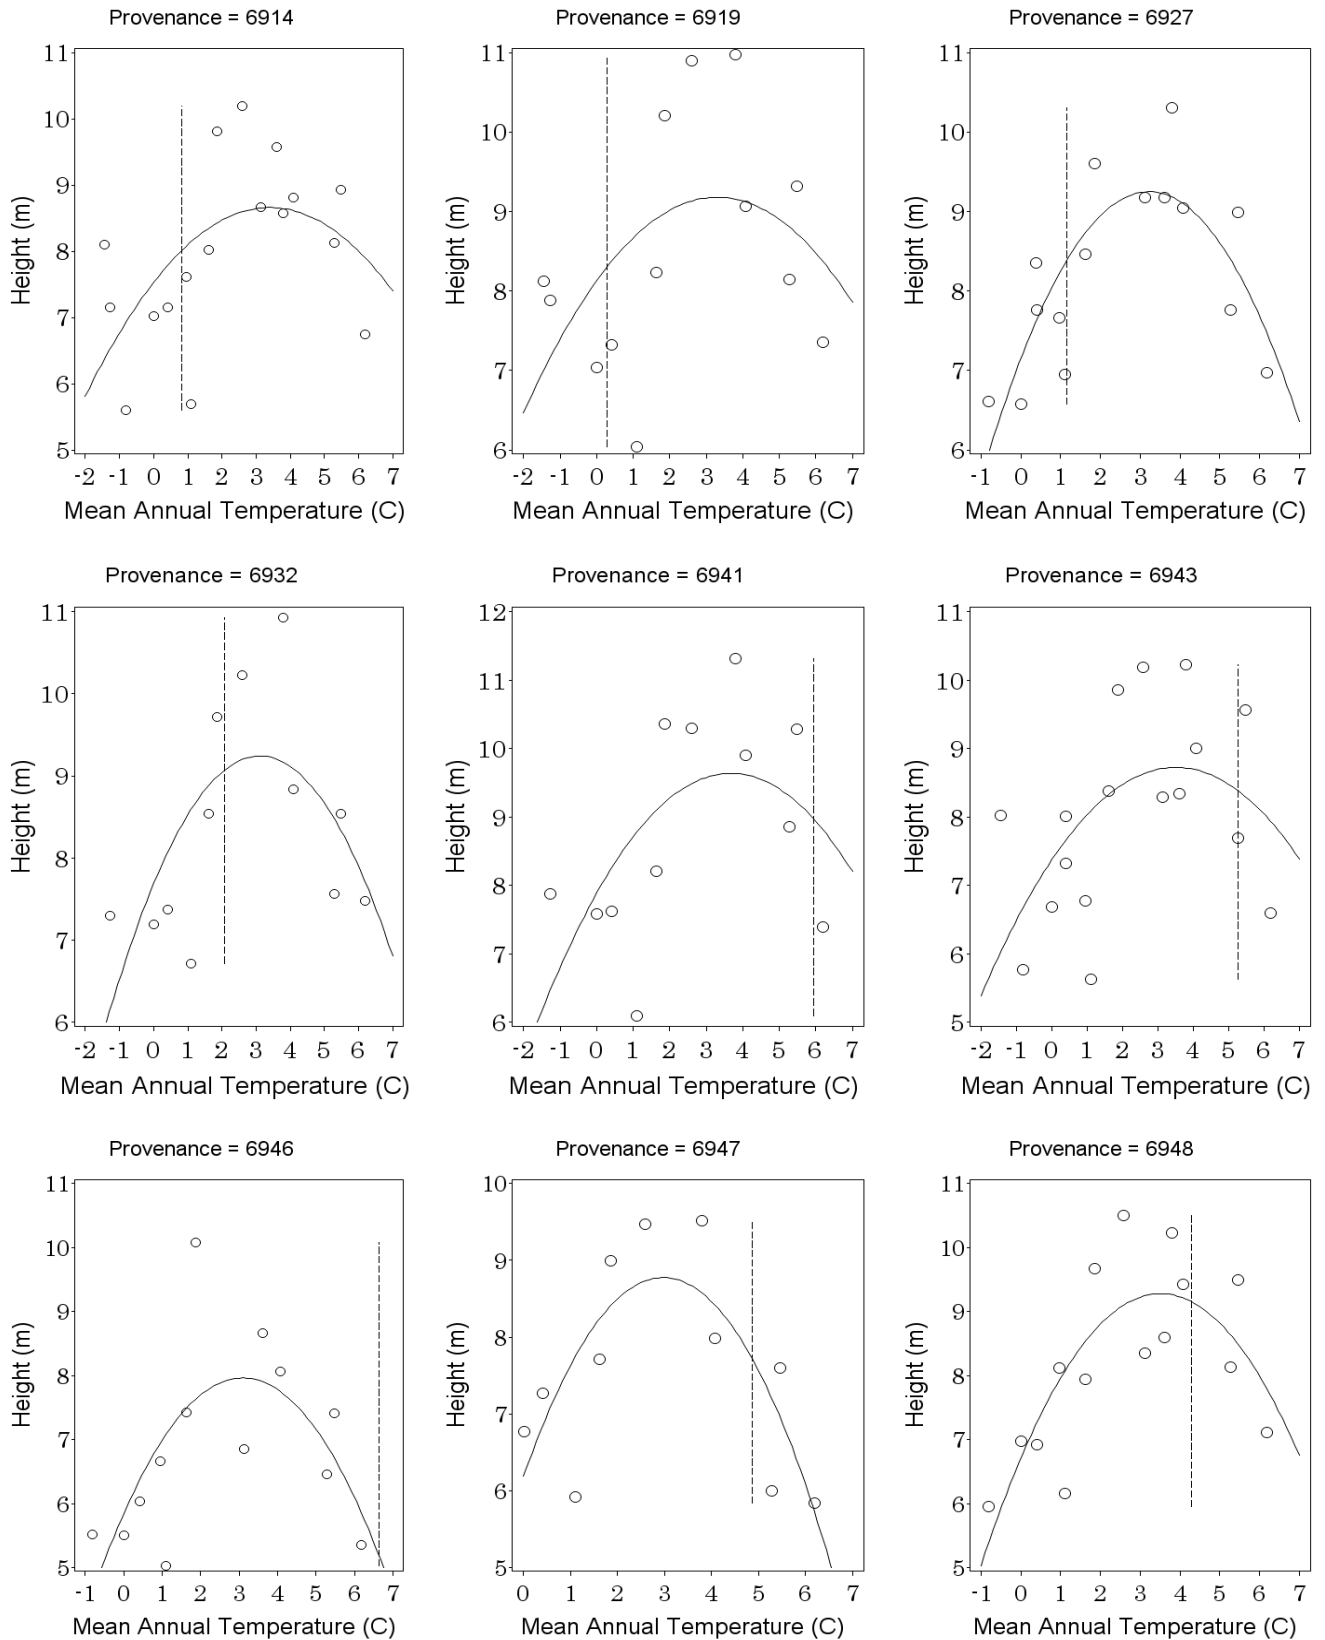 Provenance = 6914
Height (m)
11
10
9
8
7
6
5
-2 -1 0 1 2 3 4 5 6 7
Mean Annual Temperature (C)
Provenance = 6919
Height (m)
11
10
9
8
7
6
-2 -1 0 1 2 3 4 5 6 7
Mean Annual Temperature (C)
Provenance = 6927
Height (m)
11
10
9
8
7
6
-1 0 1 2 3 4 5 6 7
Mean Annual Temperature (C)
Provenance = 6932
Height (m)
11
10
9
8
7
6
-2 -1 0 1 2 3 4 5 6 7
Mean Annual Temperature (C)
Provenance = 6941
Height (m)
12
11
10
9
8
7
6
-2 -1 0 1 2 3 4 5 6 7
Mean Annual Temperature (C)
Provenance = 6943
Height (m)
11
10
9
8
7
6
5
-2 -1 0 1 2 3 4 5 6 7
Mean Annual Temperature (C)
Provenance = 6946
Height (m)
11
10
9
8
7
6
5
-1 0 1 2 3 4 5 6 7
Mean Annual Temperature (C)
Provenance = 6947
Height (m)
10
9
8
7
6
5
0 1 2 3 4 5 6 7
Mean Annual Temperature (C)
Provenance = 6948
Height (m)
11
10
9
8
7
6
5
-1 0 1 2 3 4 5 6 7
Mean Annual Temperature (C)